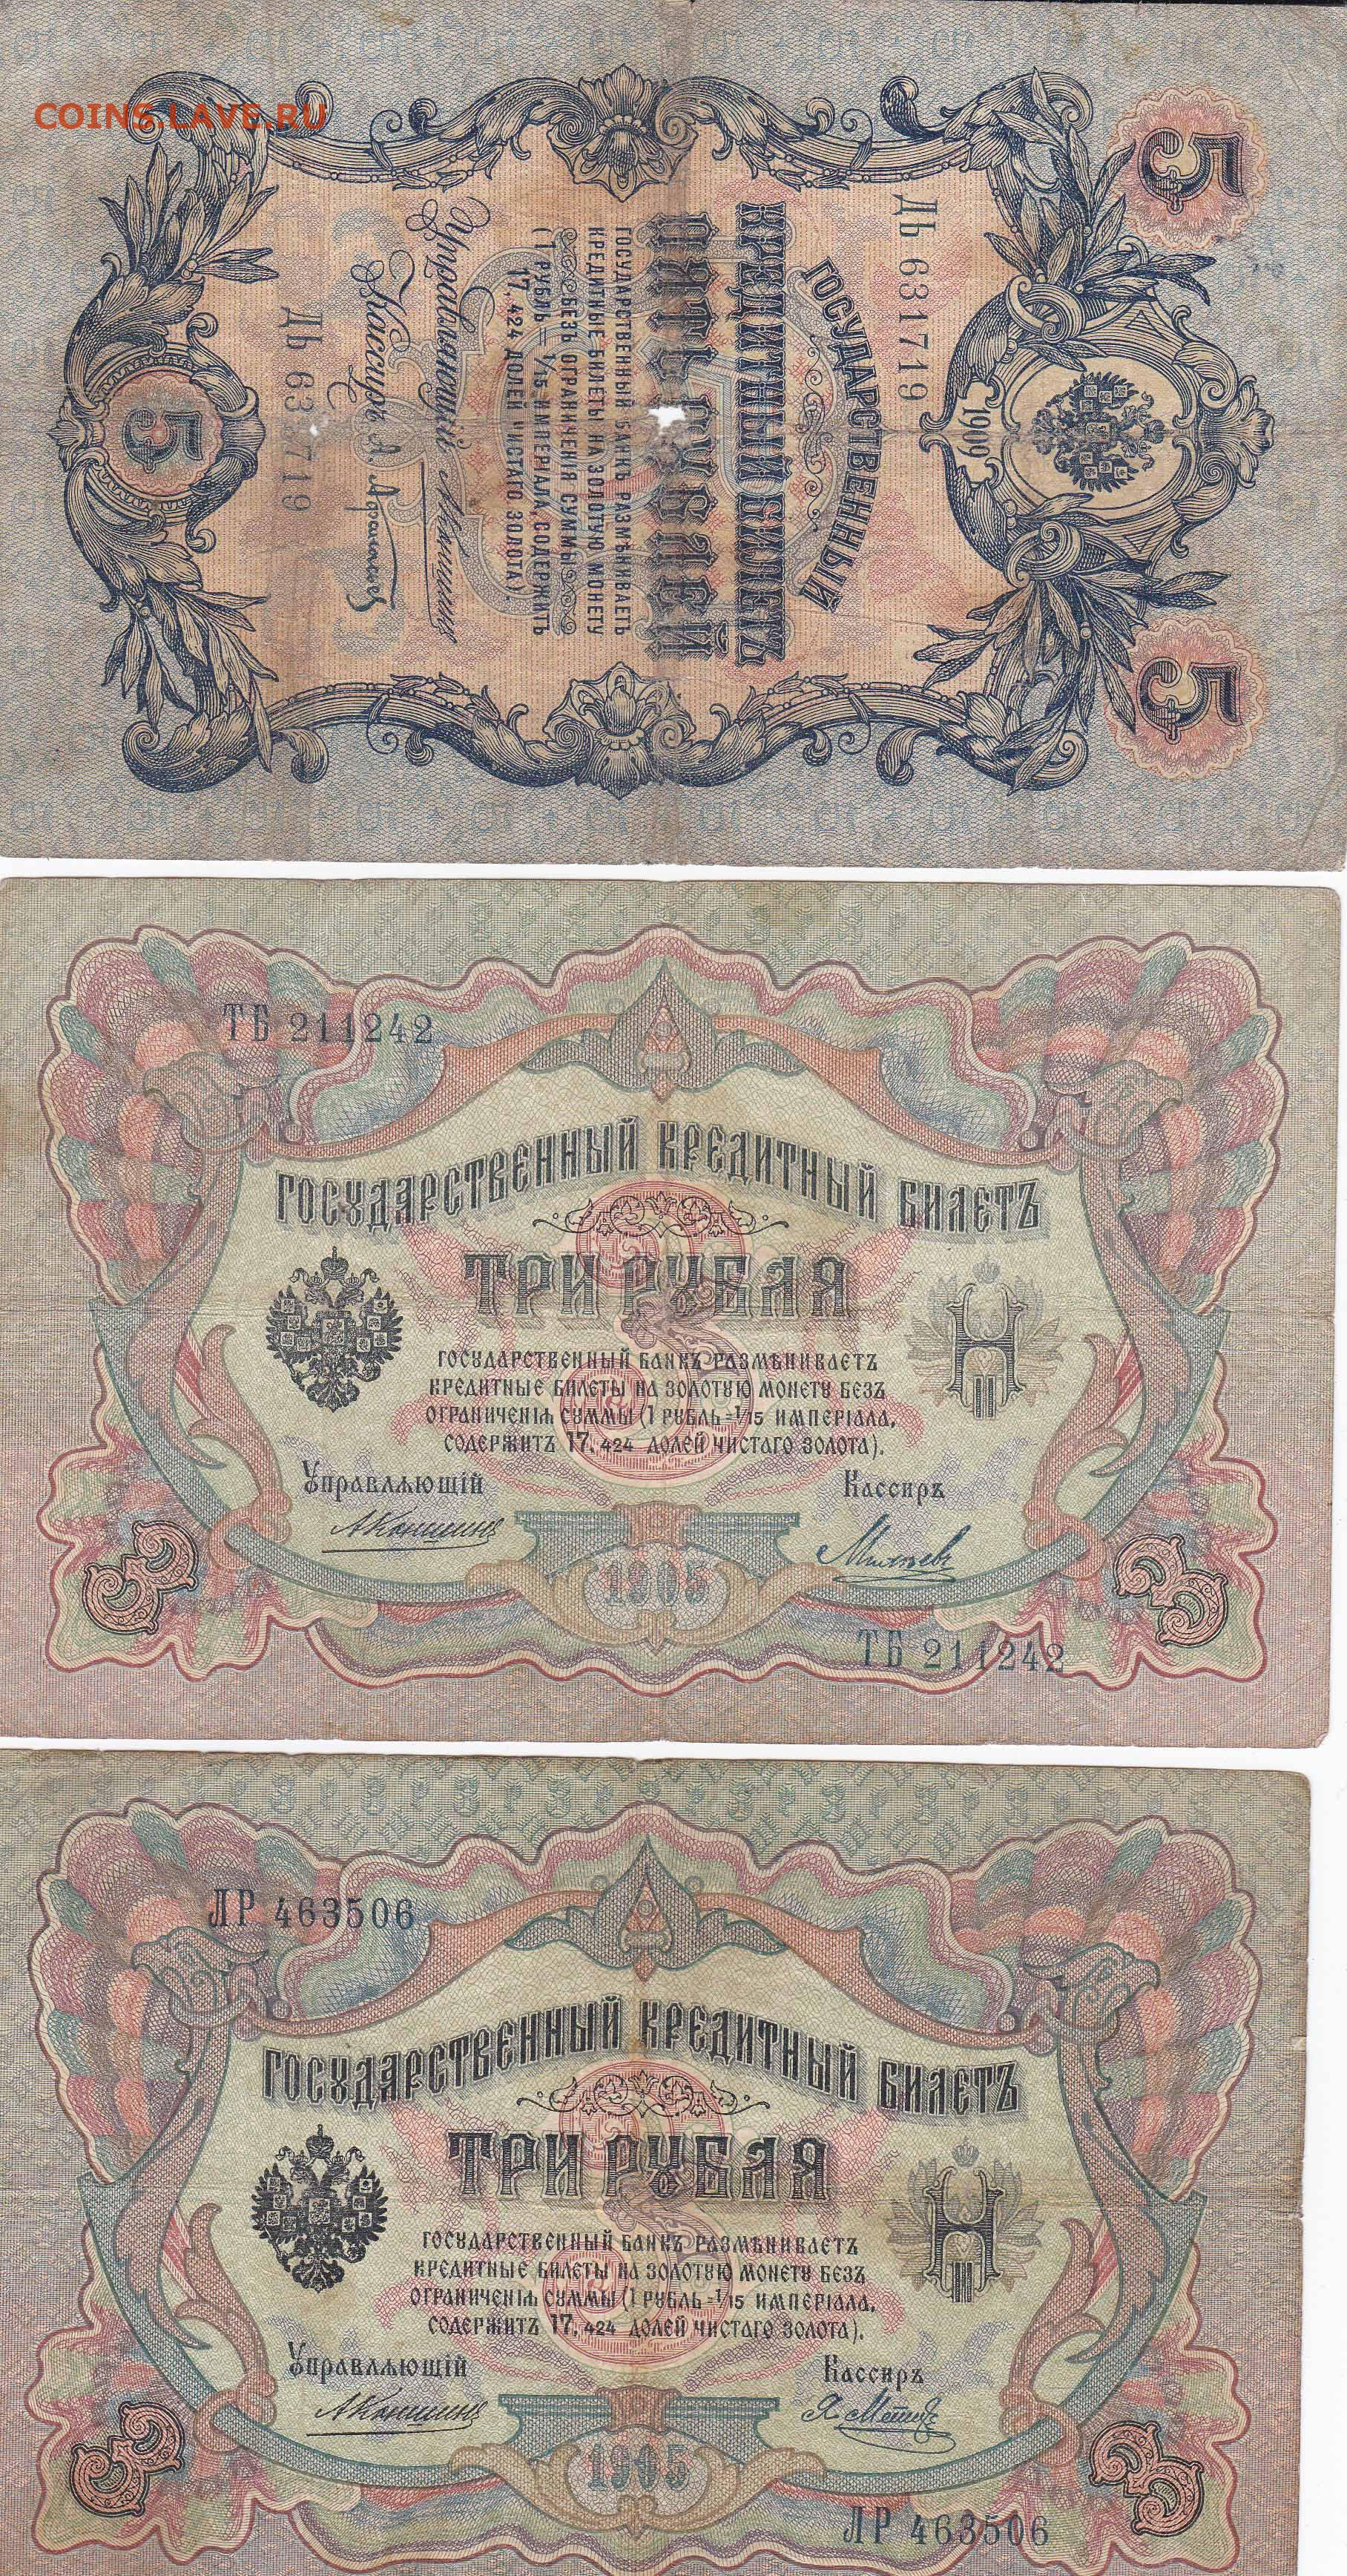 COINS.LAVE.RU
5
5
1909
ДЬ 631719
ГОСУДАРСТВЕННЫЙ
КРЕДИТНЫЙ БИЛЕТЪ
ПЯТЬ РУБЛЕЙ
ГОСУДАРСТВЕННЫЙ БАНКЪ РАЗМѢНИВАЕТЪ
КРЕДИТНЫЕ БИЛЕТЫ НА ЗОЛОТУЮ МОНЕТУ
БЕЗЪ ОГРАНИЧЕНІЯ СУММЫ
(1 РУБЛЬ = 1/15 ИМПЕРІАЛА, СОДЕРЖИТЪ
17,424 ДОЛЕЙ ЧИСТАГО ЗОЛОТА).
Управляющій
Кассиръ
ДЬ 631719
5
ТБ 211242
ГОСУДАРСТВЕННЫЙ КРЕДИТНЫЙ БИЛЕТЪ
ТРИ РУБЛЯ
Н
II
ГОСУДАРСТВЕННЫЙ БАНКЪ РАЗМѢНИВАЕТЪ
КРЕДИТНЫЕ БИЛЕТЫ НА ЗОЛОТУЮ МОНЕТУ БЕЗЪ
ОГРАНИЧЕНІЯ СУММЫ (1 РУБЛЬ = 1/15 ИМПЕРІАЛА,
СОДЕРЖИТЪ 17,424 ДОЛЕЙ ЧИСТАГО ЗОЛОТА).
Управляющій Кассиръ
3 1905 3
ТБ 211242
ЛР 463506
ГОСУДАРСТВЕННЫЙ КРЕДИТНЫЙ БИЛЕТЪ
ТРИ РУБЛЯ
Н
II
ГОСУДАРСТВЕННЫЙ БАНКЪ РАЗМѢНИВАЕТЪ
КРЕДИТНЫЕ БИЛЕТЫ НА ЗОЛОТУЮ МОНЕТУ БЕЗЪ
ОГРАНИЧЕНІЯ СУММЫ (1 РУБЛЬ = 1/15 ИМПЕРІАЛА,
СОДЕРЖИТЪ 17,424 ДОЛЕЙ ЧИСТАГО ЗОЛОТА).
Управляющій Кассиръ
3 1905 3
ЛР 463506